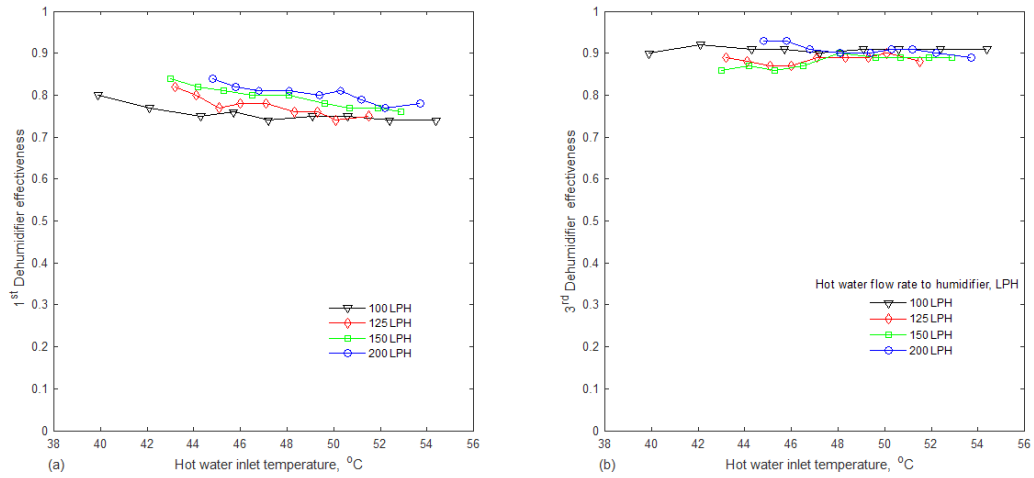 1
0.9
0.8
0.7
0.6
0.5
0.4
0.3
0.2
0.1
0
1st Dehumidifier effectiveness
100 LPH
125 LPH
150 LPH
200 LPH
38 40 42 44 46 48 50 52 54 56
(a) Hot water inlet temperature, oC
1
0.9
0.8
0.7
0.6
0.5
0.4
0.3
0.2
0.1
0
3rd Dehumidifier effectiveness
Hot water flow rate to humidifier, LPH
100 LPH
125 LPH
150 LPH
200 LPH
38 40 42 44 46 48 50 52 54 56
(b) Hot water inlet temperature, oC